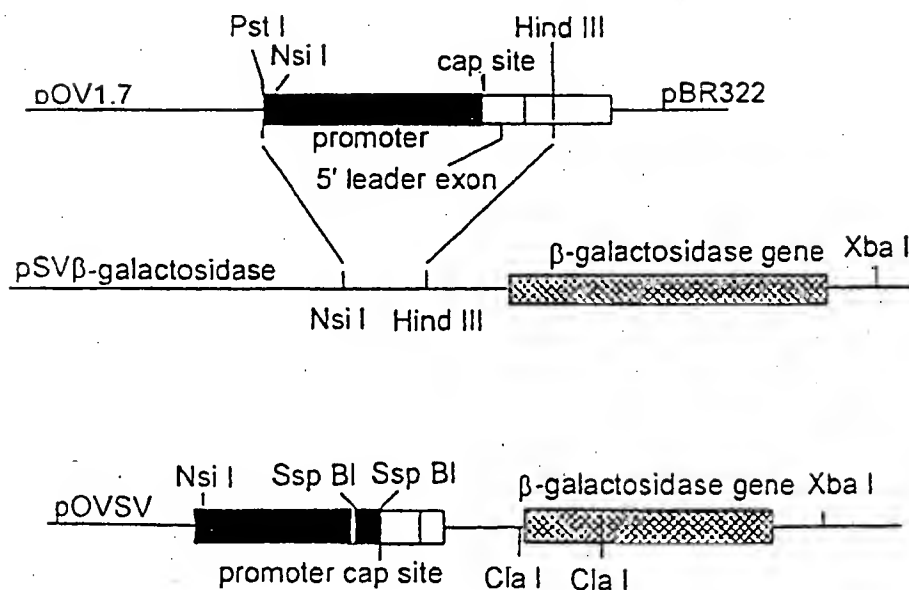 Pst I
Hind III
Nsi I
cap site
pOV1.7
pBR322
promoter
5' leader exon
pSVβ-galactosidase
β-galactosidase gene
Xba I
Nsi I
Hind III
Nsi I
Ssp BI
Ssp BI
β-galactosidase gene
Xba I
pOVSV
promoter cap site
Cla I
Cla I